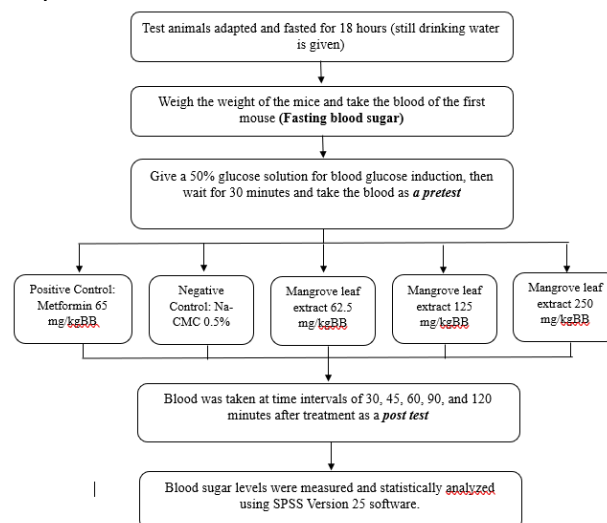 Test animals adapted and fasted for 18 hours (still drinking water
is given)
Weigh the weight of the mice and take the blood of the first
mouse (Fasting blood sugar)
Give a 50% glucose solution for blood glucose induction, then
wait for 30 minutes and take the blood as a pretest
Positive Control:
Metformin 65
mg/kgBB
Negative
Control: Na-
CMC 0.5%
Mangrove leaf
extract 62.5
mg/kgBB
Mangrove leaf
extract 125
mg/kgBB
Mangrove leaf
extract 250
mg/kgBB
Blood was taken at time intervals of 30, 45, 60, 90, and 120
minutes after treatment as a post test
Blood sugar levels were measured and statistically analyzed
using SPSS Version 25 software.